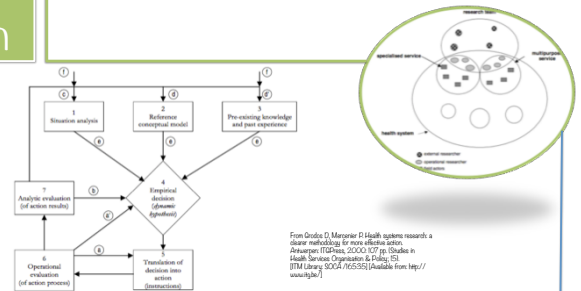 n
research team
specialised service
multipurpose
service
health system
external researcher
operational researcher
field action
f
f
c
d
d'
1
Situation analysis
2
Reference
conceptual model
3
Pre-existing knowledge
and past experience
e
e
e
7
Analytic evaluation
(of action results)
b
4
Empirical
decision
(dynamic
hypothesis)
g
a
6
Operational
evaluation
(of action process)
5
Translation of
decision into
action
(instructions)
From Grodos D, Mercenier P. Health systems research: a
clearer methodology for more effective action.
Antwerpen: ITGPress, 2000: 107 pp. (Studies in
Health Services Organisation & Policy; 15).
[ITM Library: SOCA /16535] [Available from: http://
www.itg.be/]